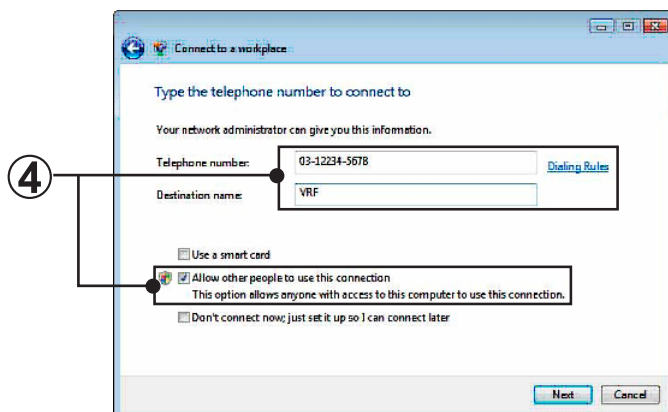 Connect to a workplace
Type the telephone number to connect to
Your network administrator can give you this information.
Telephone number: 03-12234-5678 Dialing Rules
④
Destination name: VRF
Use a smart card
Allow other people to use this connection
This option allows anyone with access to this computer to use this connection.
Don't connect now; just set it up so I can connect later
Next Cancel